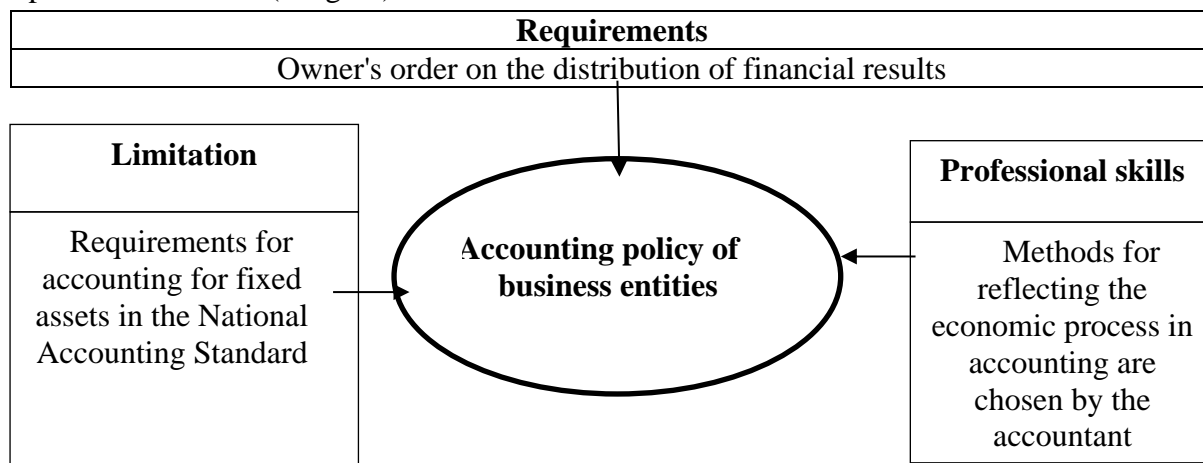 Requirements
Owner's order on the distribution of financial results
Limitation
Requirements for
accounting for fixed
assets in the National
Accounting Standard
Accounting policy of
business entities
Professional skills
Methods for
reflecting the
economic process in
accounting are
chosen by the
accountant